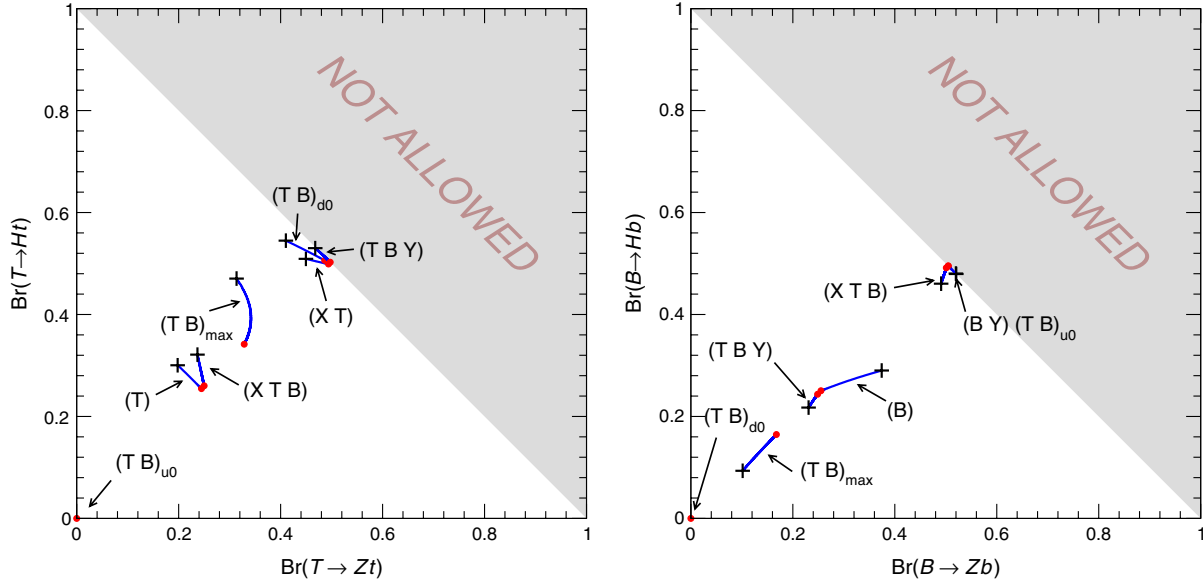 1
0.8
0.6
0.4
0.2
0
0
0.2
0.4
0.6
0.8
1
Br(T→Ht)
Br(T → Zt)
NOT ALLOWED
(T B)d0
(T B Y)
(X T)
(T B)max
(T)
(X T B)
(T B)u0
1
0.8
0.6
0.4
0.2
0
0
0.2
0.4
0.6
0.8
1
Br(B→Hb)
Br(B → Zb)
NOT ALLOWED
(X T B)
(B Y) (T B)u0
(T B Y)
(B)
(T B)d0
(T B)max